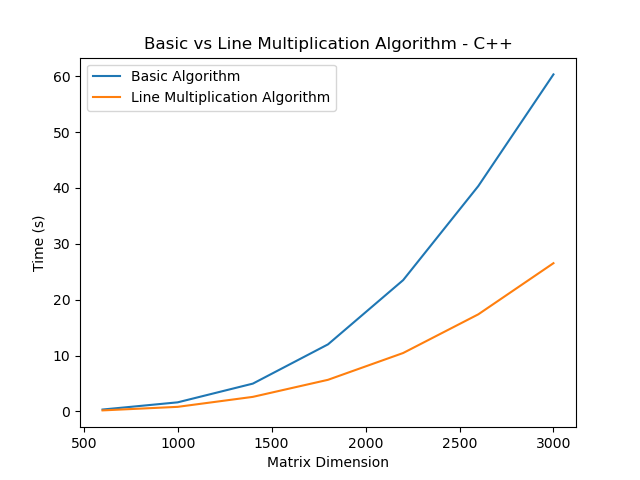 Basic vs Line Multiplication Algorithm - C++
Basic Algorithm
Line Multiplication Algorithm
Time (s)
60
50
40
30
20
10
0
500 1000 1500 2000 2500 3000
Matrix Dimension